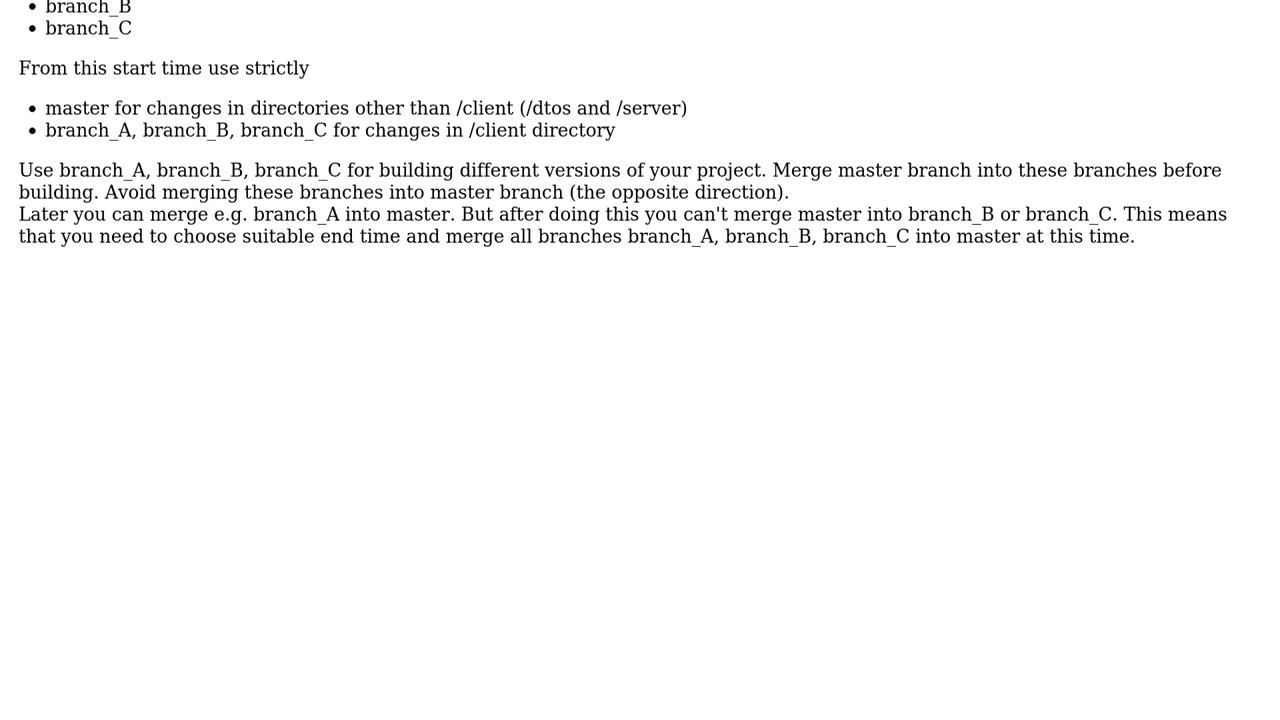 branch_B
branch_C
From this start time use strictly
master for changes in directories other than /client (/dtos and /server)
branch_A, branch_B, branch_C for changes in /client directory
Use branch_A, branch_B, branch_C for building different versions of your project. Merge master branch into these branches before
building. Avoid merging these branches into master branch (the opposite direction).
Later you can merge e.g. branch_A into master. But after doing this you can't merge master into branch_B or branch_C. This means
that you need to choose suitable end time and merge all branches branch_A, branch_B, branch_C into master at this time.